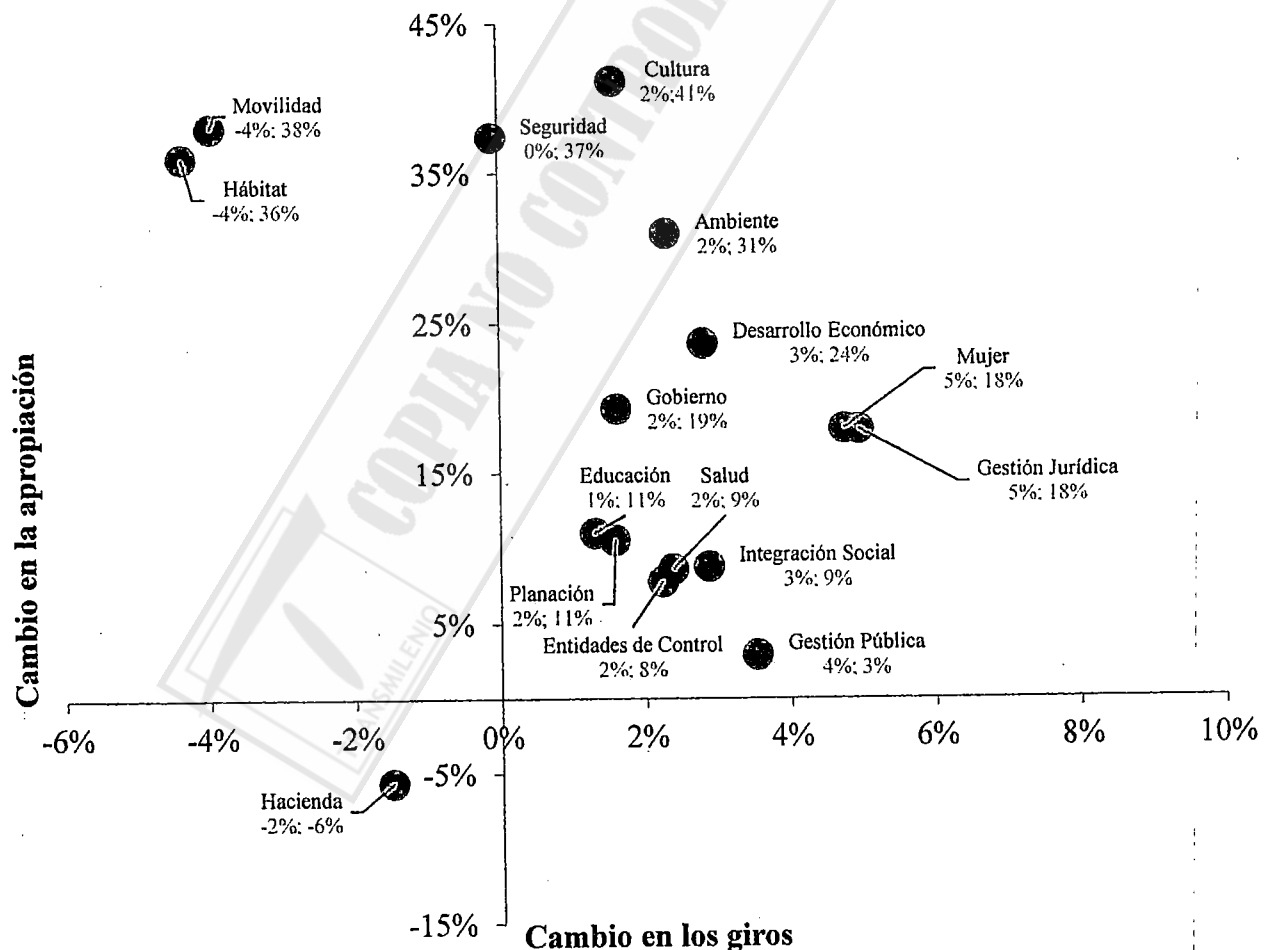 45%
Cultura
2%;41%
Movilidad
-4%; 38%
Seguridad
0%; 37%
35%
Hábitat
-4%; 36%
Ambiente
2%; 31%
25%
Desarrollo Económico
3%; 24%
Mujer
5%; 18%
Gobierno
2%; 19%
Cambio en la apropiación
15%
Educación
1%; 11%
Salud
2%; 9%
Gestión Jurídica
5%; 18%
Integración Social
3%; 9%
Planación
2%; 11%
5%
Entidades de Control
2%; 8%
Gestión Pública
4%; 3%
-6%
-4%
-2%
0%
2%
4%
6%
8%
10%
-5%
Hacienda
-2%; -6%
-15%
Cambio en los giros
COPIA NO CONTROL
ANSMILENIO